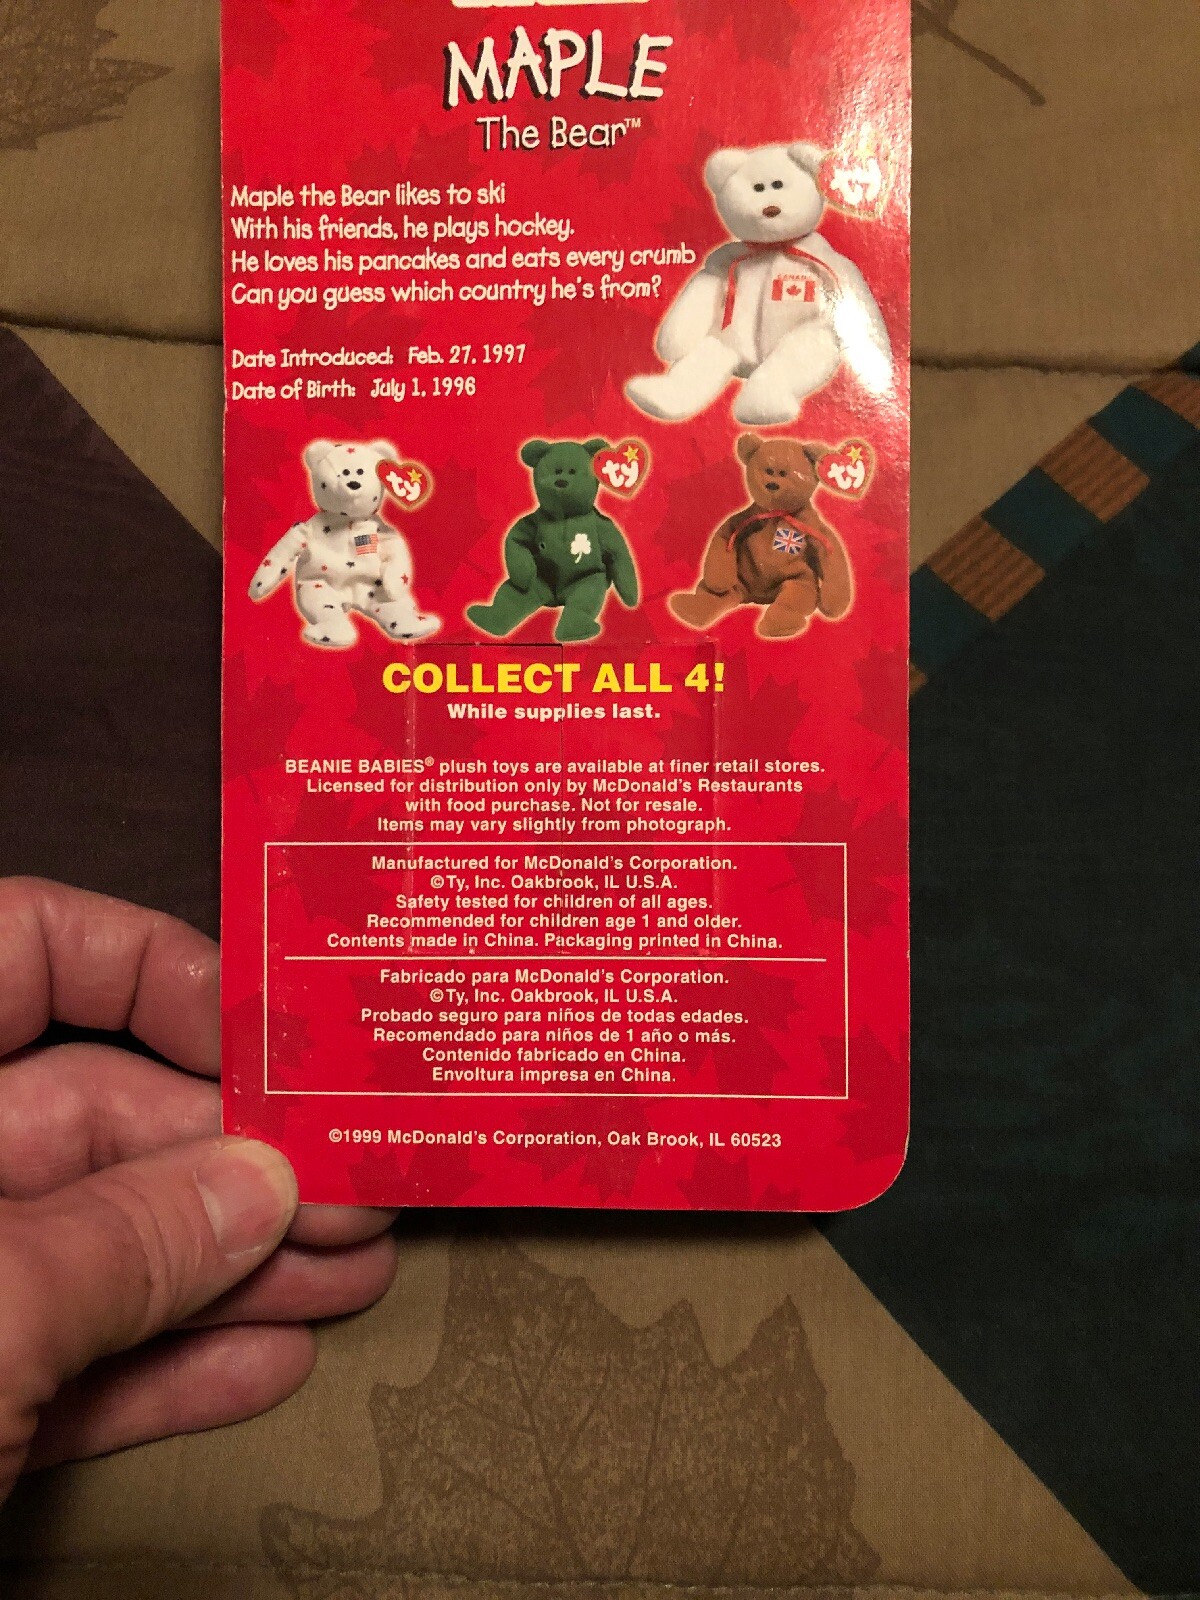 MAPLE
The Bear™
Maple the Bear likes to ski
With his friends, he plays hockey.
He loves his pancakes and eats every crumb
Can you guess which country he's from?
Date Introduced: Feb. 27, 1997
Date of Birth: July 1, 1996
ty
CANADA
ty
ty
ty
COLLECT ALL 4!
While supplies last.
BEANIE BABIES® plush toys are available at finer retail stores.
Licensed for distribution only by McDonald's Restaurants
with food purchase. Not for resale.
Items may vary slightly from photograph.
Manufactured for McDonald's Corporation.
©Ty, Inc. Oakbrook, IL U.S.A.
Safety tested for children of all ages.
Recommended for children age 1 and older.
Contents made in China. Packaging printed in China.
Fabricado para McDonald's Corporation.
©Ty, Inc. Oakbrook, IL U.S.A.
Probado seguro para niños de todas edades.
Recomendado para niños de 1 año o más.
Contenido fabricado en China.
Envoltura impresa en China.
©1999 McDonald's Corporation, Oak Brook, IL 60523